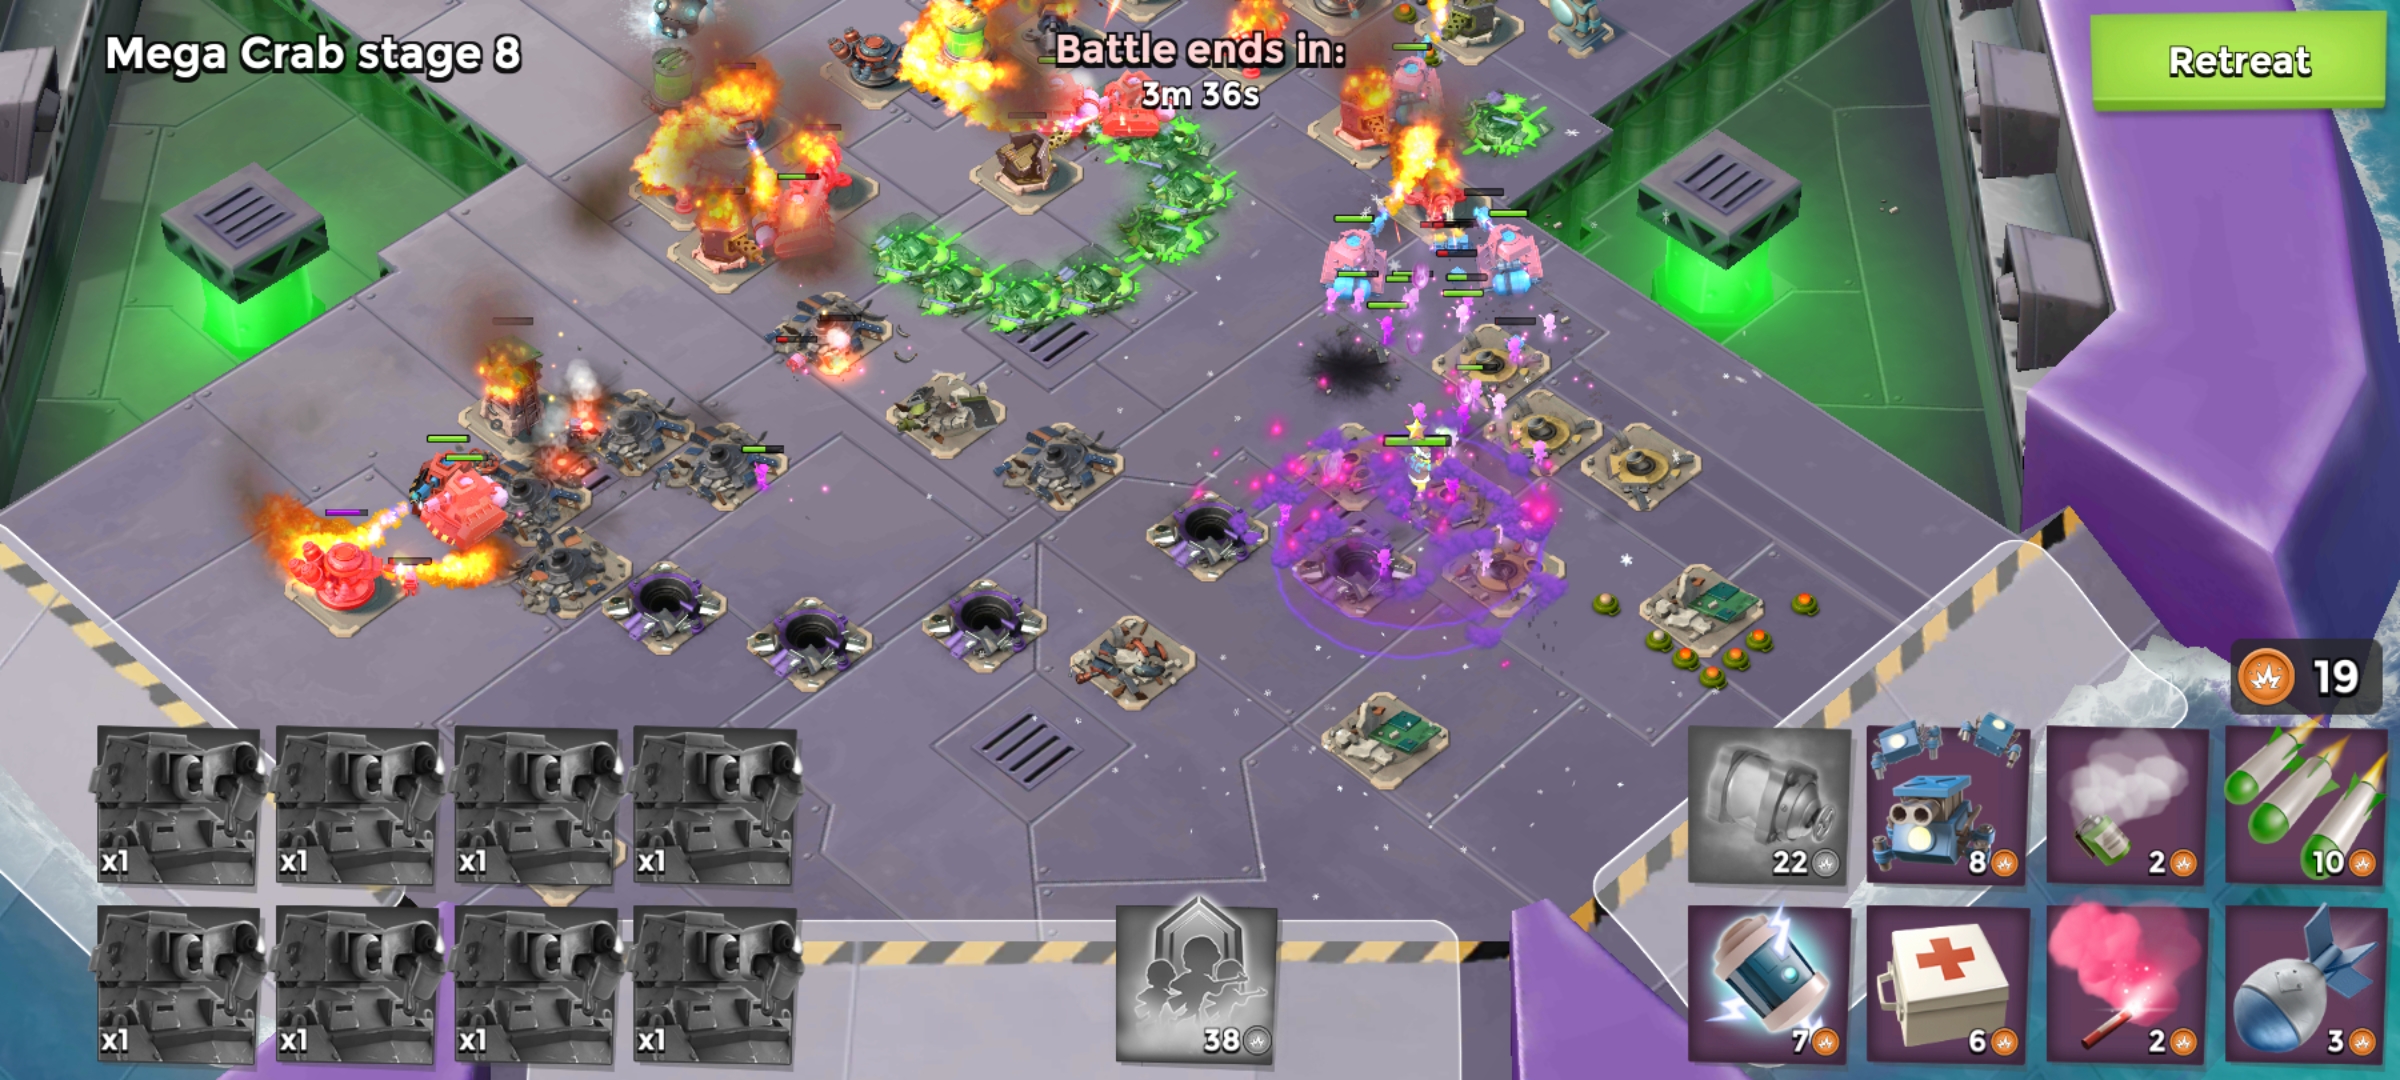 Mega Crab stage 8
Battle ends in:
3m 36s
Retreat
19
x1 x1 x1 x1
22 8 2 10
x1 x1 x1 x1
38
7 6 2 3